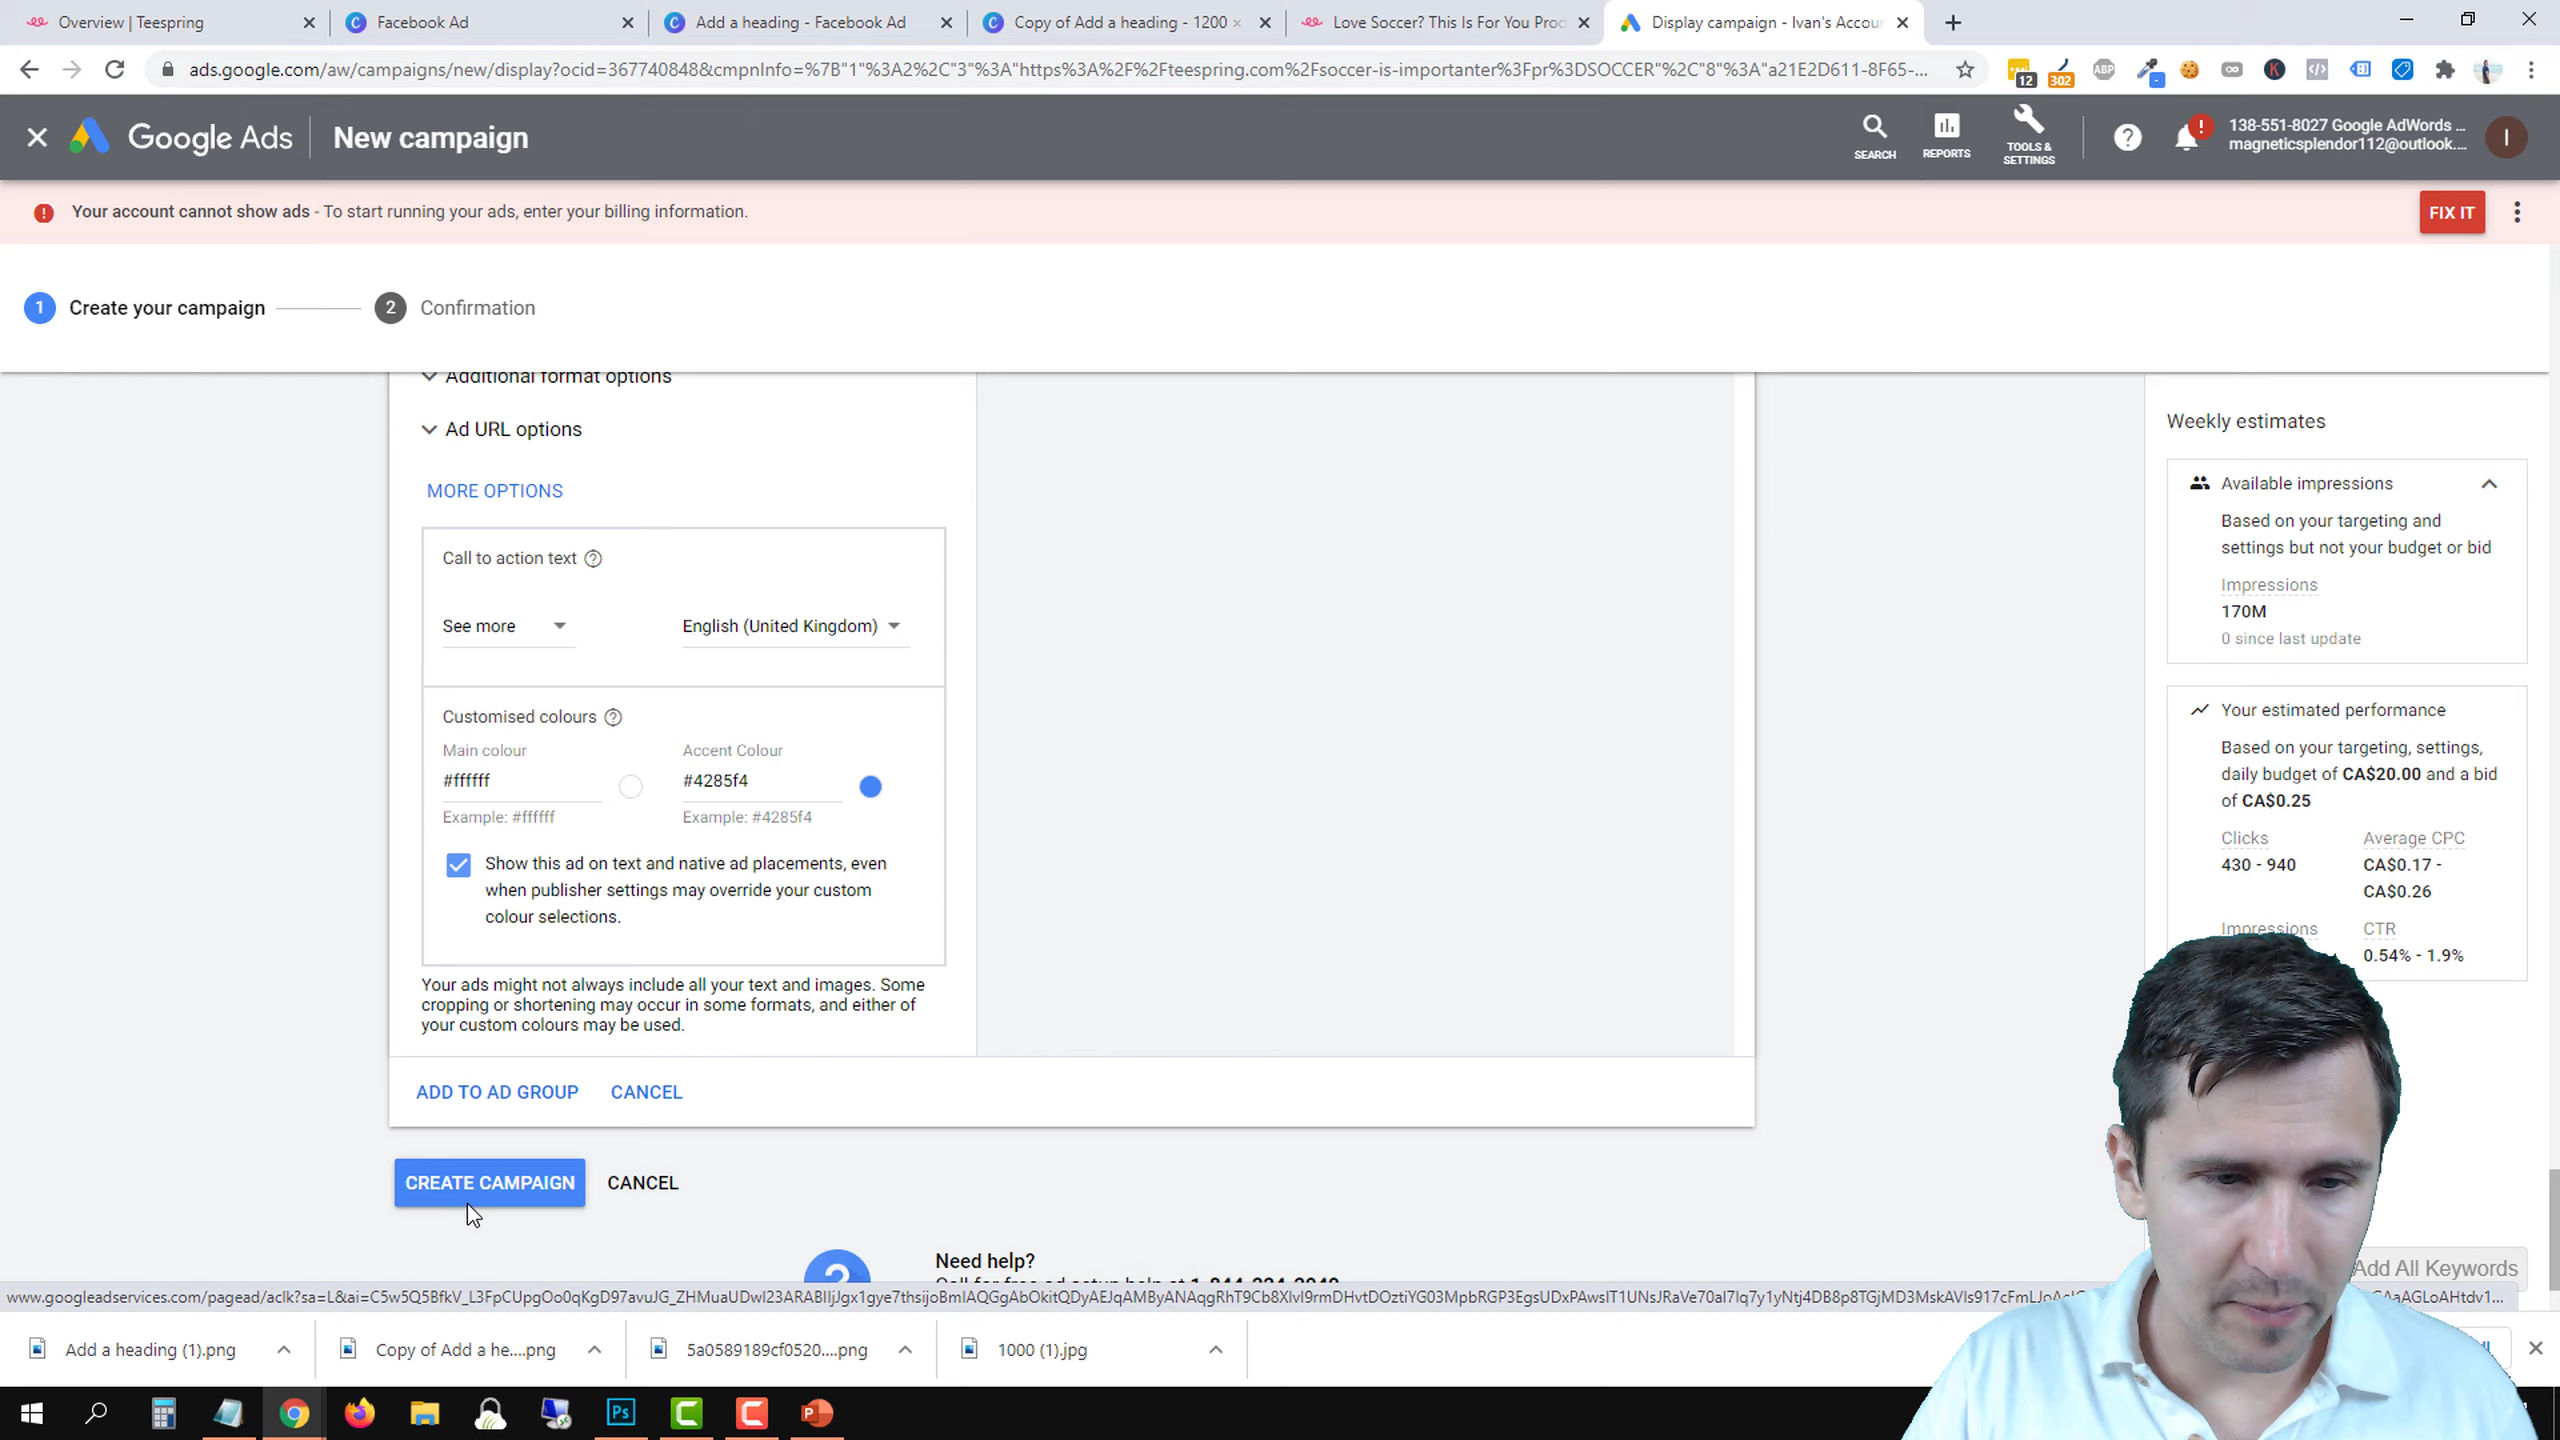 Overview | Teespring
Facebook Ad
Add a heading - Facebook Ad
Copy of Add a heading - 1200 ×
Love Soccer? This Is For You Prod
Display campaign - Ivan's Accou
ads.google.com/aw/campaigns/new/display?ocid=367740848&cmpnInfo=%7B"1"%3A2%2C"3"%3A"https%3A%2F%2Fteespring.com%2Fsoccer-is-importanter%3Fpr%3DSOCCER"%2C"8"%3A"a21E2D611-8F65-...
12
302
ABP
Google Ads
New campaign
SEARCH
REPORTS
TOOLS &
SETTINGS
138-551-8027 Google AdWords ...
magneticsplendor112@outlook....
I
Your account cannot show ads - To start running your ads, enter your billing information.
FIX IT
1 Create your campaign
2 Confirmation
Additional format options
Ad URL options
MORE OPTIONS
Call to action text
See more
English (United Kingdom)
Customised colours
Main colour
Accent Colour
#ffffff
#4285f4
Example: #ffffff
Example: #4285f4
Show this ad on text and native ad placements, even
when publisher settings may override your custom
colour selections.
Your ads might not always include all your text and images. Some
cropping or shortening may occur in some formats, and either of
your custom colours may be used.
ADD TO AD GROUP
CANCEL
CREATE CAMPAIGN
CANCEL
Weekly estimates
Available impressions
Based on your targeting and
settings but not your budget or bid
Impressions
170M
0 since last update
Your estimated performance
Based on your targeting, settings,
daily budget of CA$20.00 and a bid
of CA$0.25
Clicks
Average CPC
430 - 940
CA$0.17 -
CA$0.26
Impressions
CTR
0.54% - 1.9%
Need help?
Add All Keywords
Add a heading (1).png
Copy of Add a he....png
5a0589189cf0520....png
1000 (1).jpg
Ps